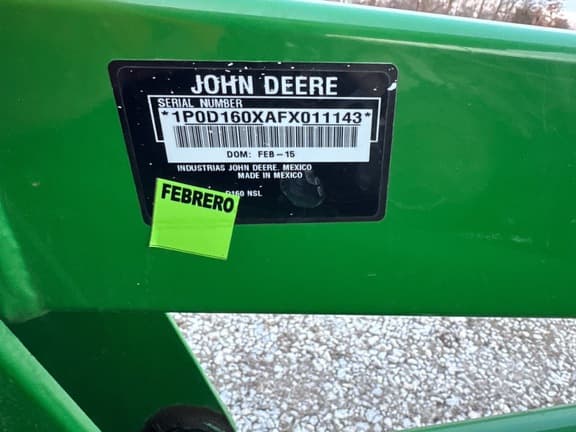 JOHN DEERE
SERIAL NUMBER
*1P0D160XAFX011143*
DOM: FEB-15
INDUSTRIAS JOHN DEERE, MEXICO
MADE IN MEXICO
D160 NSL
FEBRERO